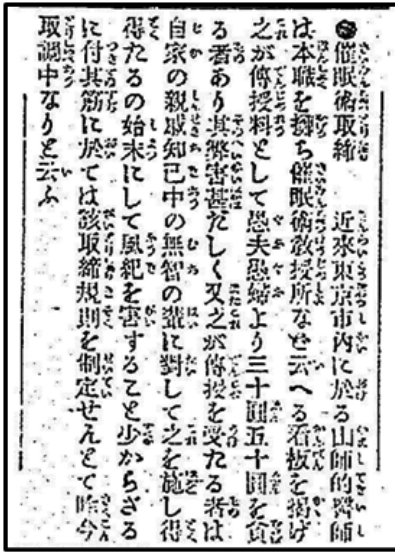 ●催眠術取締　近來東京市内に於る山師的醫師
は本職を擲ち催眠術敎授所など云へる看板を揭げ
之が傳授料として愚夫愚婦より三十圓五十圓を貪
る者あり其弊害甚だしく又之が傳授を受たる者は
自家の親戚知己中の無智の輩に對して之を施し得
得たるの始末にして風紀を害すること少からざる
に付其筋に於ては該取締規則を制定せんとて昨今
取調中なりと云ふ